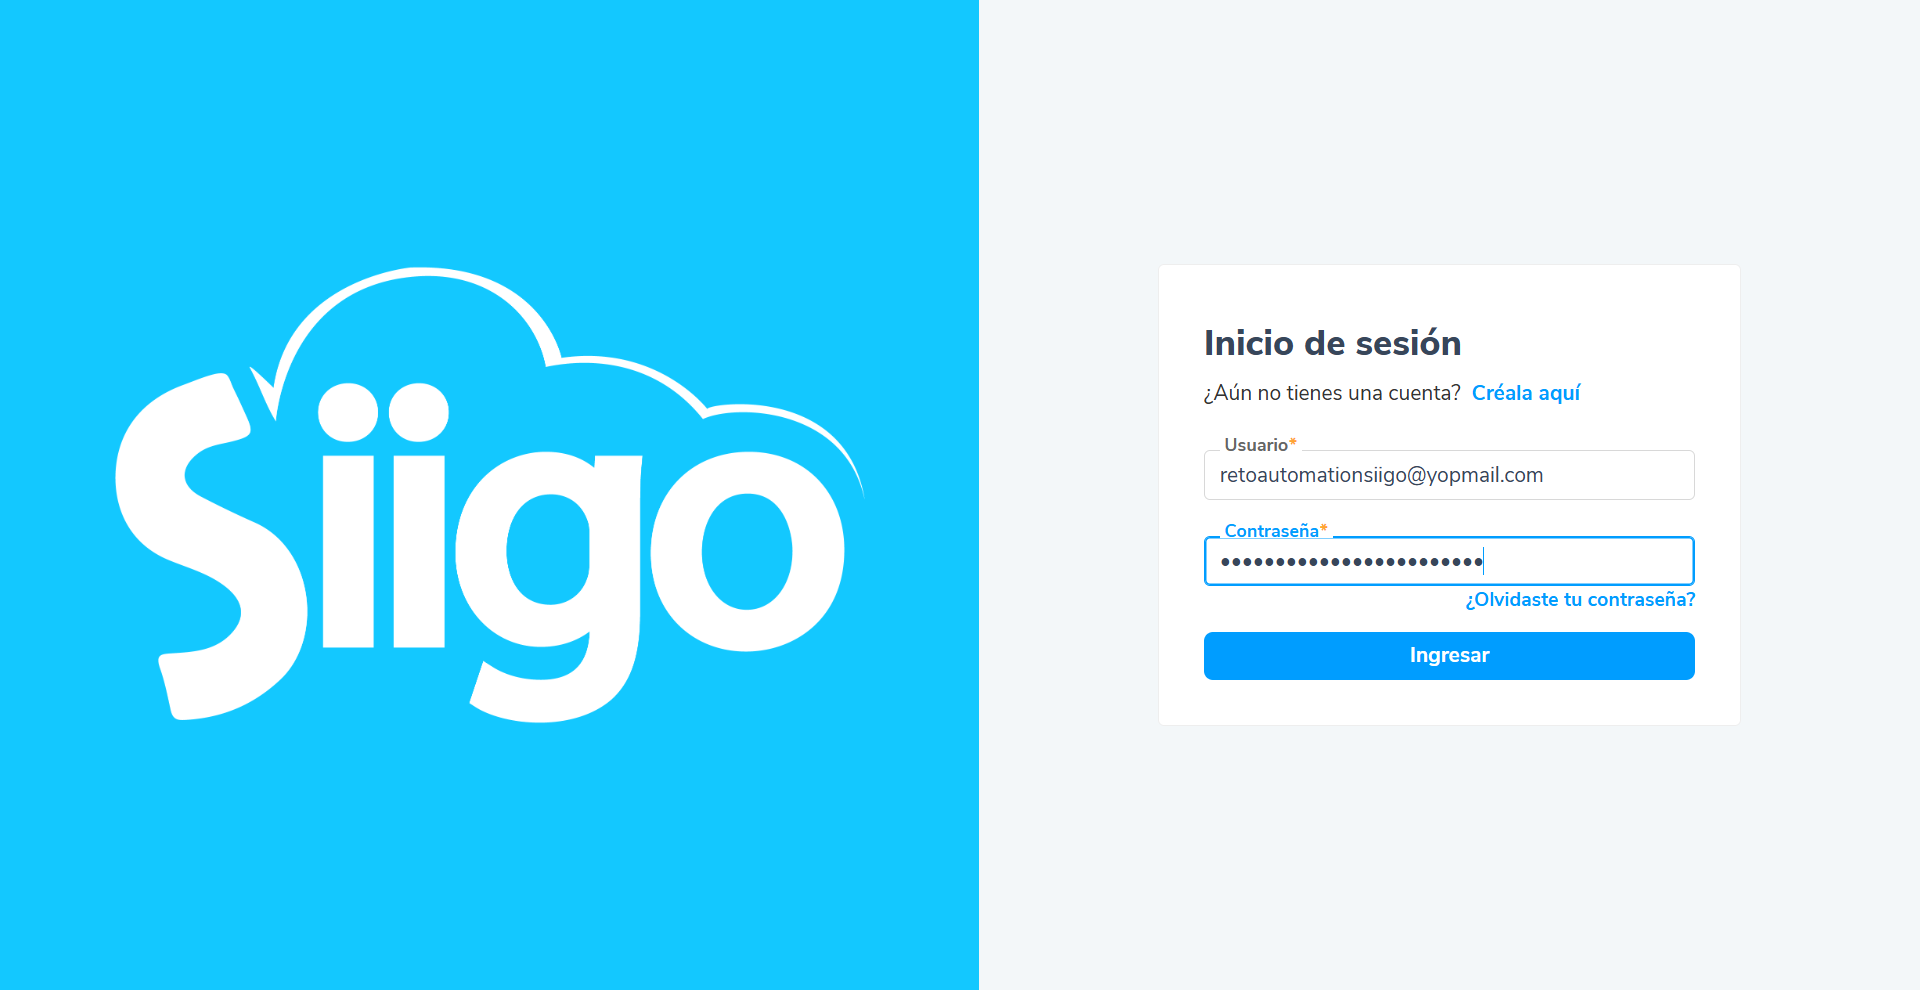 Siigo
Inicio de sesión
¿Aún no tienes una cuenta? Créala aquí
Usuario*
retoautomationsiigo@yopmail.com
Contraseña*
••••••••••••••••••••••••
¿Olvidaste tu contraseña?
Ingresar